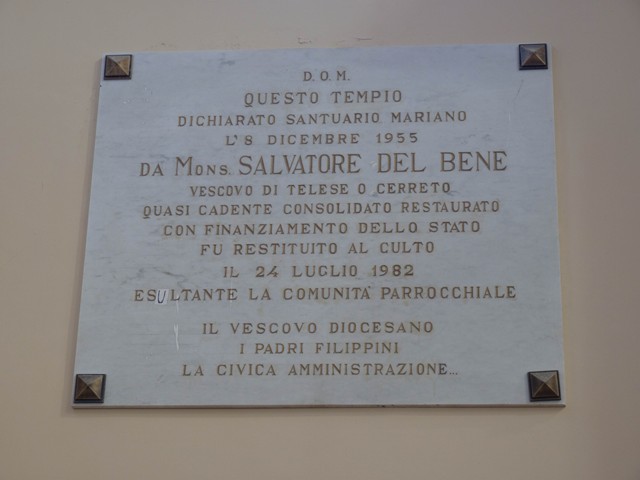 D. O. M.
QUESTO TEMPIO
DICHIARATO SANTUARIO MARIANO
L'8 DICEMBRE 1955
DA MONS. SALVATORE DEL BENE
VESCOVO DI TELESE O CERRETO
QUASI CADENTE CONSOLIDATO RESTAURATO
CON FINANZIAMENTO DELLO STATO
FU RESTITUITO AL CULTO
IL 24 LUGLIO 1982
ESULTANTE LA COMUNITA' PARROCCHIALE
IL VESCOVO DIOCESANO
I PADRI FILIPPINI
LA CIVICA AMMINISTRAZIONE...